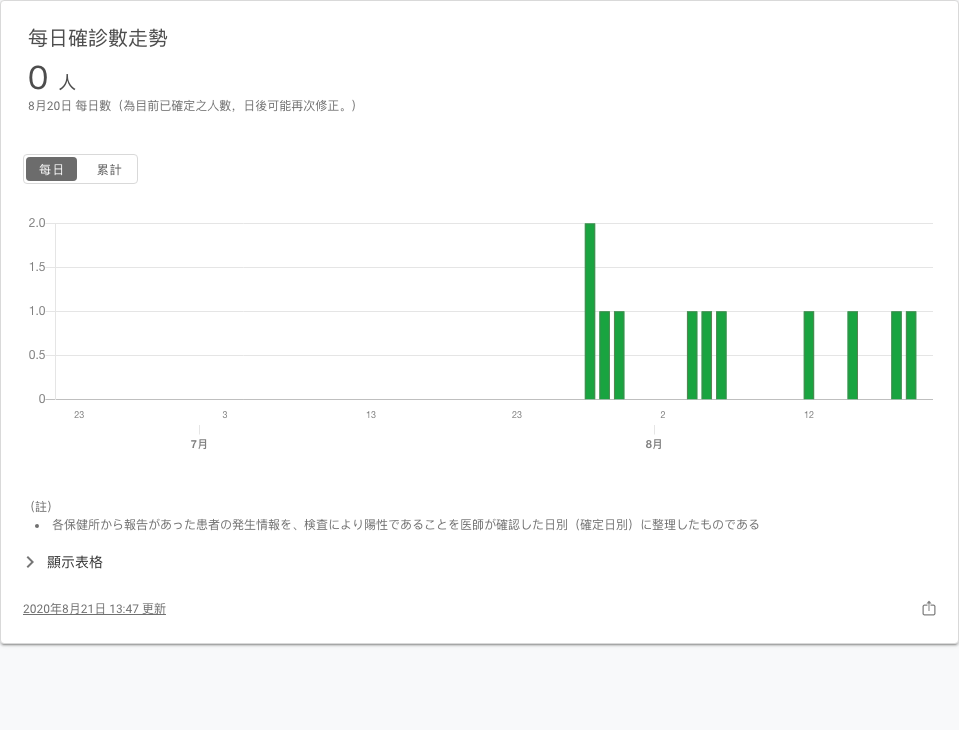 每日確診數走勢
0 人
8月20日 每日數（為目前已確定之人數，日後可能再次修正。）
每日 累計
2.0
1.5
1.0
0.5
0
23 3 13 23 2 12
7月 8月
（註）
• 各保健所から報告があった患者の発生情報を、検査により陽性であることを医師が確認した日別（確定日別）に整理したものである
顯示表格
2020年8月21日 13:47 更新